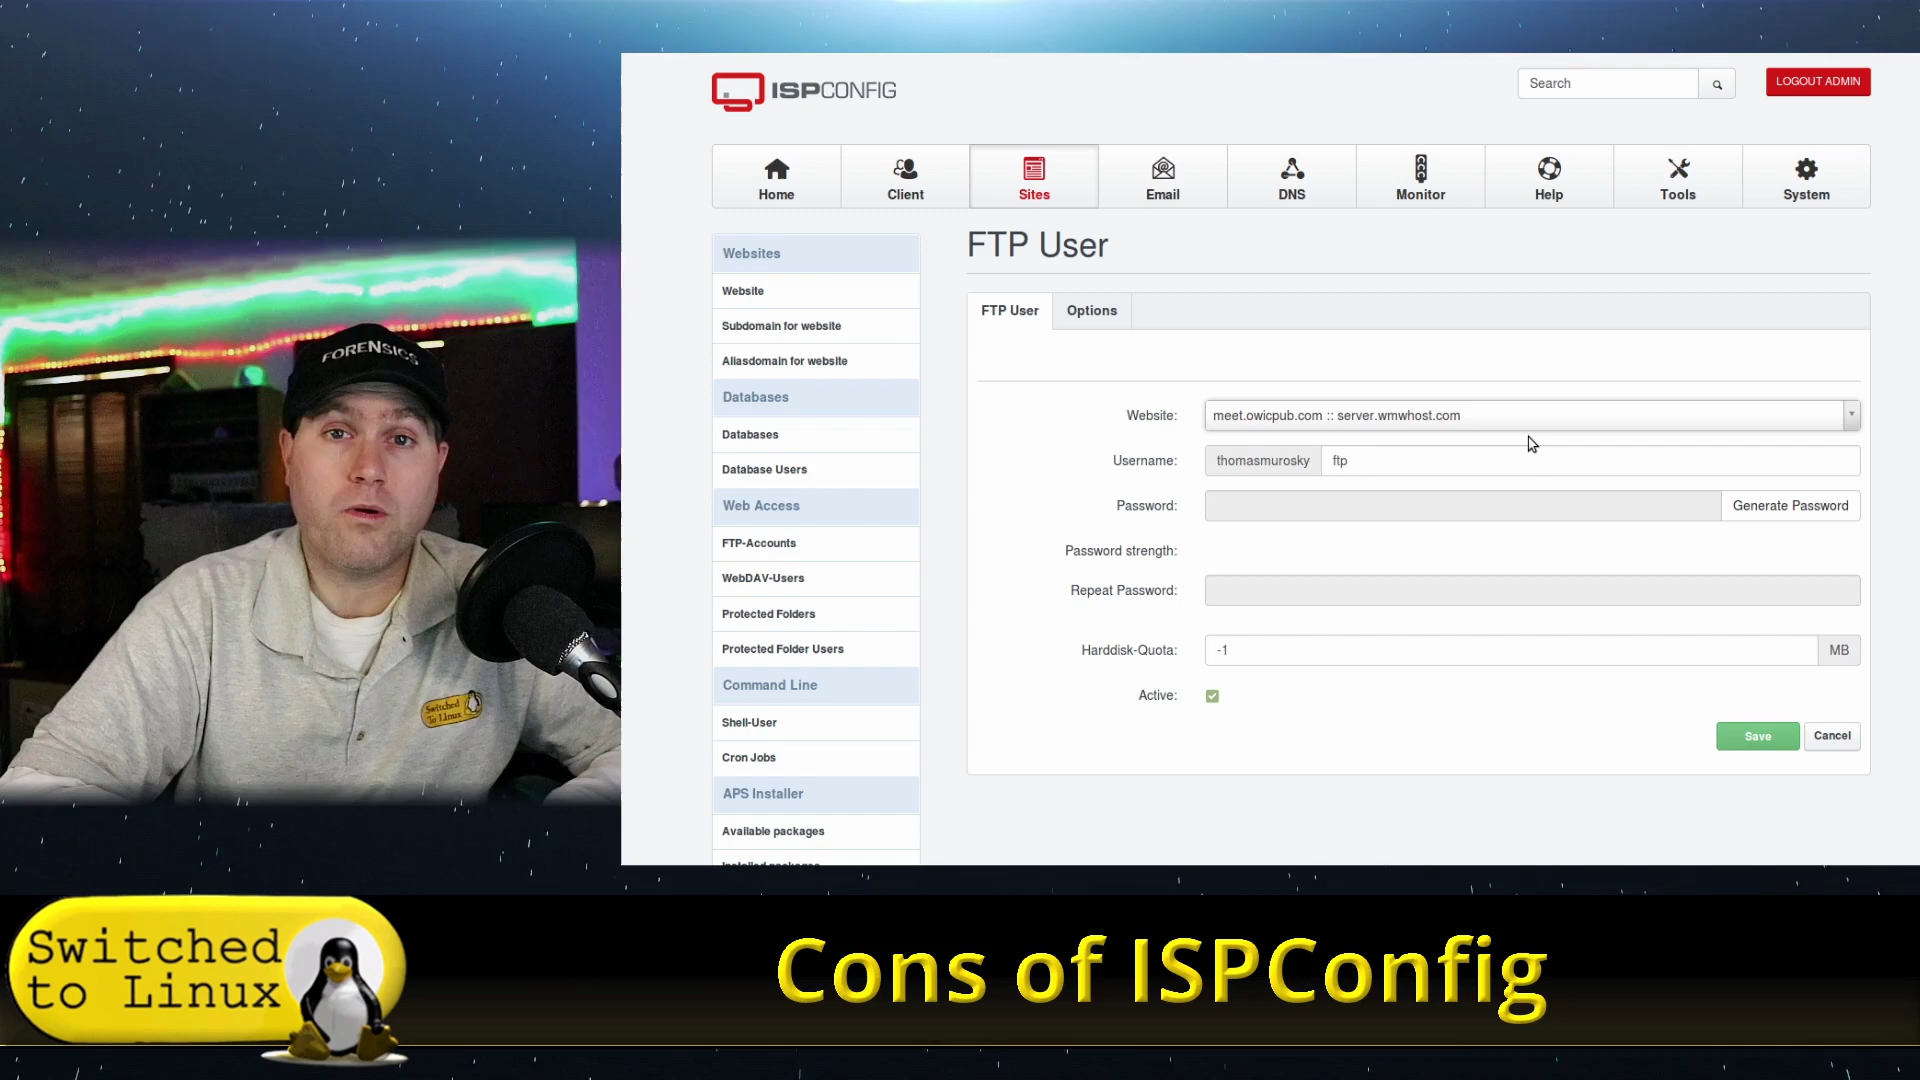 ISPCONFIG
Search
LOGOUT ADMIN
Home
Client
Sites
Email
DNS
Monitor
Help
Tools
System
Websites
Website
Subdomain for website
Aliasdomain for website
Databases
Databases
Database Users
Web Access
FTP-Accounts
WebDAV-Users
Protected Folders
Protected Folder Users
Command Line
Shell-User
Cron Jobs
APS Installer
Available packages
Installed packages
FTP User
FTP User
Options
Website:
meet.owicpub.com :: server.wmwhost.com
Username:
thomasmurosky
ftp
Password:
Generate Password
Password strength:
Repeat Password:
Harddisk-Quota:
-1
MB
Active:
Save
Cancel
FORENSICS
Switched
To Linux
Switched
to Linux
Cons of ISPConfig